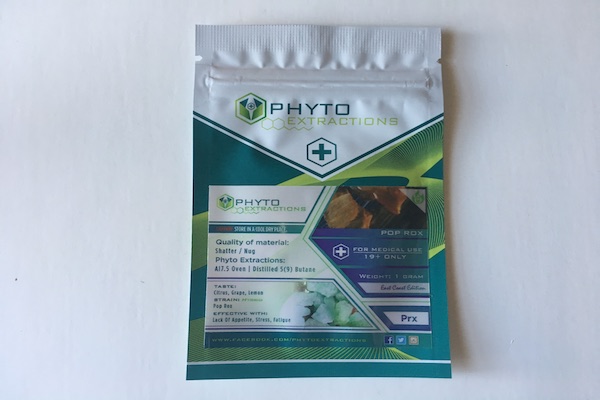 PHYTO
EXTRACTIONS
PHYTO
EXTRACTIONS
STORE IN A COOL DRY PLACE
Quality of material:
Shatter / Nug
Phyto Extractions:
AI7.5 Oven | Distilled 5(9) Butane
TASTE:
Citrus, Grape, Lemon
STRAIN:
Pop Rox
EFFECTIVE WITH:
Lack Of Appetite, Stress, Fatigue
POP ROX
FOR MEDICAL USE
19+ ONLY
WEIGHT: 1 GRAM
East Coast Edition
Prx
WWW.FACEBOOK.COM/PHYTOEXTRACTIONS